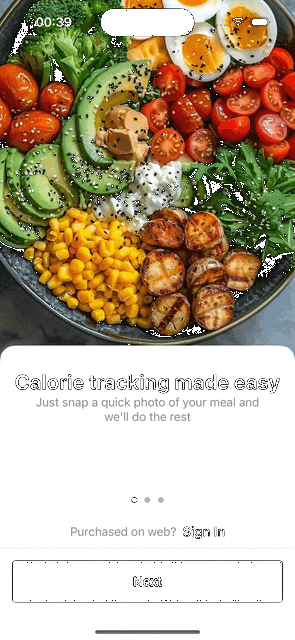 00:39
Calorie tracking made easy
Just snap a quick photo of your meal and
we'll do the rest
Purchased on web? Sign In
Next